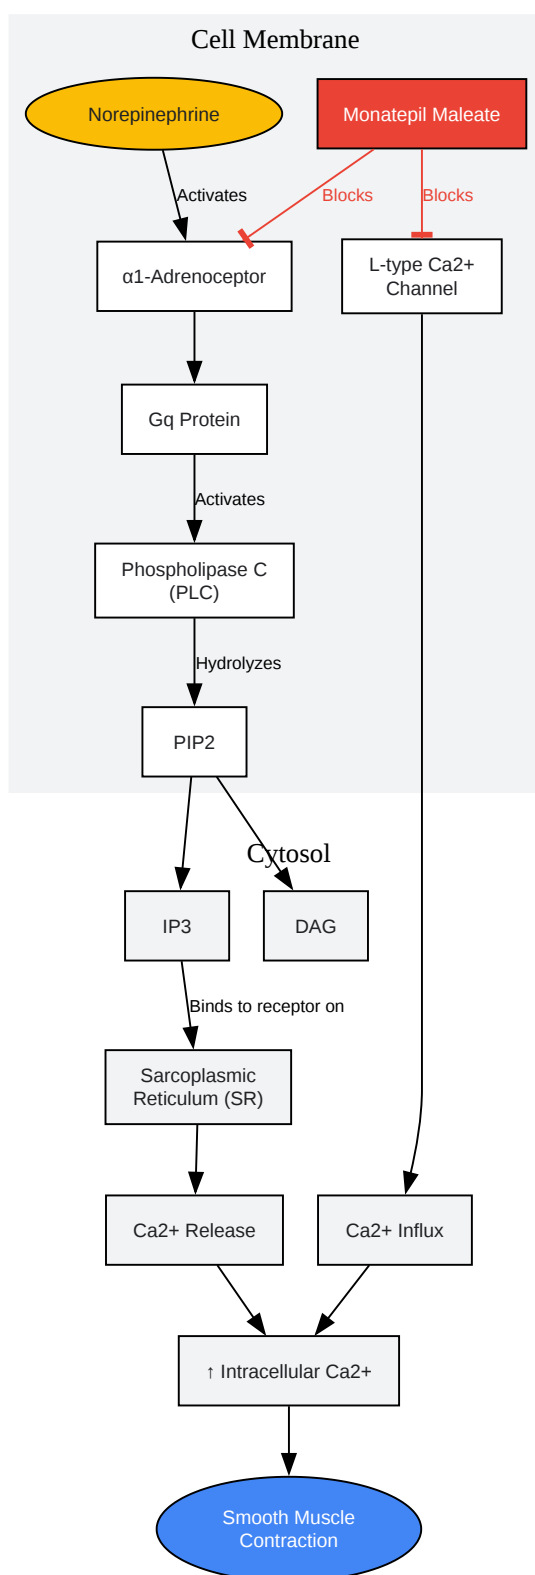 Cell Membrane
Norepinephrine
Monatepil Maleate
Activates
Blocks
Blocks
α1-Adrenoceptor
L-type Ca2+
Channel
Gq Protein
Activates
Phospholipase C
(PLC)
Hydrolyzes
PIP2
Cytosol
IP3
DAG
Binds to receptor on
Sarcoplasmic
Reticulum (SR)
Ca2+ Release
Ca2+ Influx
↑ Intracellular Ca2+
Smooth Muscle
Contraction